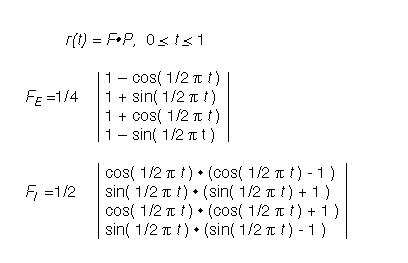 r(t) = F•P, 0 ≤ t ≤ 1
1 − cos( 1/2 π t )
F_E =1/4 1 + sin( 1/2 π t )
1 + cos( 1/2 π t )
1 − sin( 1/2 π t )
cos( 1/2 π t ) • (cos( 1/2 π t ) - 1 )
F_I =1/2 sin( 1/2 π t ) • (sin( 1/2 π t ) + 1 )
cos( 1/2 π t ) • (cos( 1/2 π t ) + 1 )
sin( 1/2 π t ) • (sin( 1/2 π t ) - 1 )